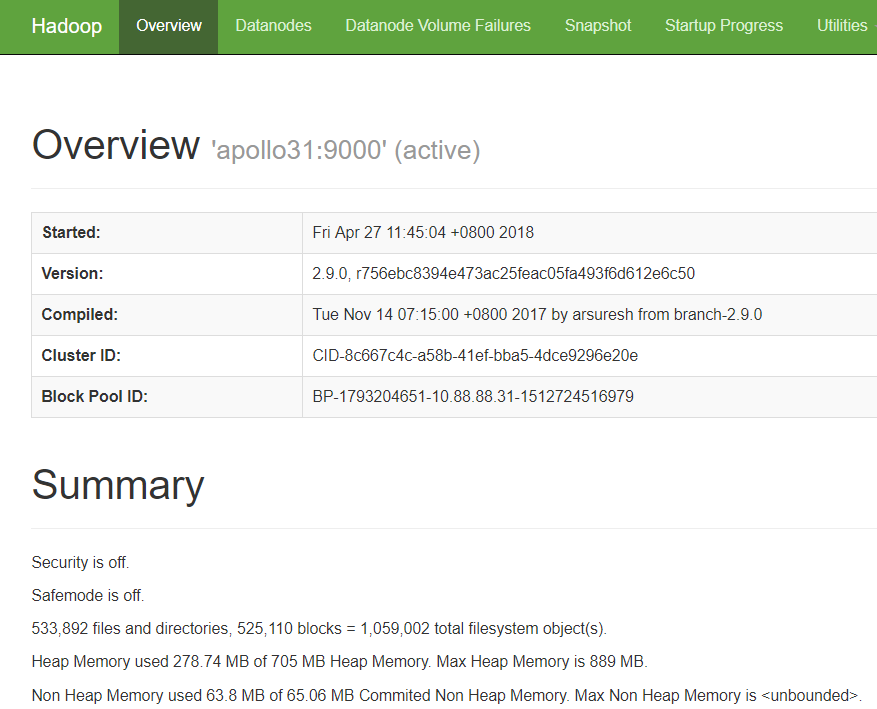 Hadoop Overview Datanodes Datanode Volume Failures Snapshot Startup Progress Utilities
Overview 'apollo31:9000' (active)
Started: Fri Apr 27 11:45:04 +0800 2018
Version: 2.9.0, r756ebc8394e473ac25feac05fa493f6d612e6c50
Compiled: Tue Nov 14 07:15:00 +0800 2017 by arsuresh from branch-2.9.0
Cluster ID: CID-8c667c4c-a58b-41ef-bba5-4dce9296e20e
Block Pool ID: BP-1793204651-10.88.88.31-1512724516979
Summary
Security is off.
Safemode is off.
533,892 files and directories, 525,110 blocks = 1,059,002 total filesystem object(s).
Heap Memory used 278.74 MB of 705 MB Heap Memory. Max Heap Memory is 889 MB.
Non Heap Memory used 63.8 MB of 65.06 MB Commited Non Heap Memory. Max Non Heap Memory is <unbounded>.